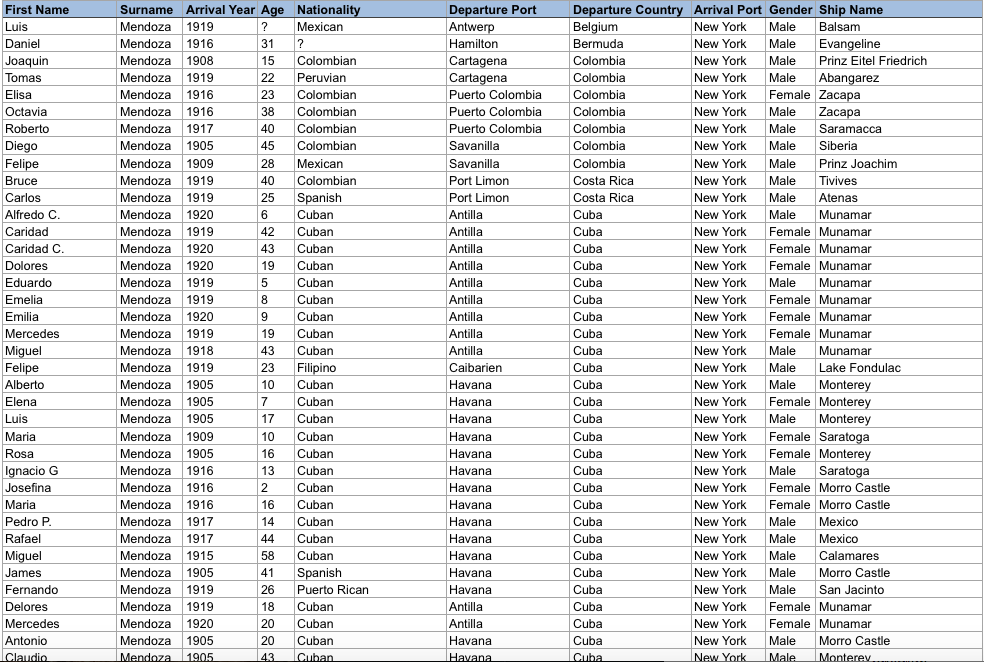 First Name Surname Arrival Year Age Nationality Departure Port Departure Country Arrival Port Gender Ship Name
Luis Mendoza 1919 ? Mexican Antwerp Belgium New York Male Balsam
Daniel Mendoza 1916 31 ? Hamilton Bermuda New York Male Evangeline
Joaquin Mendoza 1908 15 Colombian Cartagena Colombia New York Male Prinz Eitel Friedrich
Tomas Mendoza 1919 22 Peruvian Cartagena Colombia New York Male Abangarez
Elisa Mendoza 1916 23 Colombian Puerto Colombia Colombia New York Female Zacapa
Octavia Mendoza 1916 38 Colombian Puerto Colombia Colombia New York Male Zacapa
Roberto Mendoza 1917 40 Colombian Puerto Colombia Colombia New York Male Saramacca
Diego Mendoza 1905 45 Colombian Savanilla Colombia New York Male Siberia
Felipe Mendoza 1909 28 Mexican Savanilla Colombia New York Male Prinz Joachim
Bruce Mendoza 1919 40 Colombian Port Limon Costa Rica New York Male Tivives
Carlos Mendoza 1919 25 Spanish Port Limon Costa Rica New York Male Atenas
Alfredo C. Mendoza 1920 6 Cuban Antilla Cuba New York Male Munamar
Caridad Mendoza 1919 42 Cuban Antilla Cuba New York Female Munamar
Caridad C. Mendoza 1920 43 Cuban Antilla Cuba New York Female Munamar
Dolores Mendoza 1920 19 Cuban Antilla Cuba New York Female Munamar
Eduardo Mendoza 1919 5 Cuban Antilla Cuba New York Male Munamar
Emelia Mendoza 1919 8 Cuban Antilla Cuba New York Female Munamar
Emilia Mendoza 1920 9 Cuban Antilla Cuba New York Female Munamar
Mercedes Mendoza 1919 19 Cuban Antilla Cuba New York Female Munamar
Miguel Mendoza 1918 43 Cuban Antilla Cuba New York Male Munamar
Felipe Mendoza 1919 23 Filipino Caibarien Cuba New York Male Lake Fondulac
Alberto Mendoza 1905 10 Cuban Havana Cuba New York Male Monterey
Elena Mendoza 1905 7 Cuban Havana Cuba New York Female Monterey
Luis Mendoza 1905 17 Cuban Havana Cuba New York Male Monterey
Maria Mendoza 1909 10 Cuban Havana Cuba New York Female Saratoga
Rosa Mendoza 1905 16 Cuban Havana Cuba New York Female Monterey
Ignacio G Mendoza 1916 13 Cuban Havana Cuba New York Male Saratoga
Josefina Mendoza 1916 2 Cuban Havana Cuba New York Female Morro Castle
Maria Mendoza 1916 16 Cuban Havana Cuba New York Female Morro Castle
Pedro P. Mendoza 1917 14 Cuban Havana Cuba New York Male Mexico
Rafael Mendoza 1917 44 Cuban Havana Cuba New York Male Mexico
Miguel Mendoza 1915 58 Cuban Havana Cuba New York Male Calamares
James Mendoza 1905 41 Spanish Havana Cuba New York Male Morro Castle
Fernando Mendoza 1919 26 Puerto Rican Havana Cuba New York Male San Jacinto
Delores Mendoza 1919 18 Cuban Antilla Cuba New York Female Munamar
Mercedes Mendoza 1920 20 Cuban Antilla Cuba New York Female Munamar
Antonio Mendoza 1905 20 Cuban Havana Cuba New York Male Morro Castle
Claudio Mendoza 1905 43 Cuban Havana Cuba New York Male Monterey